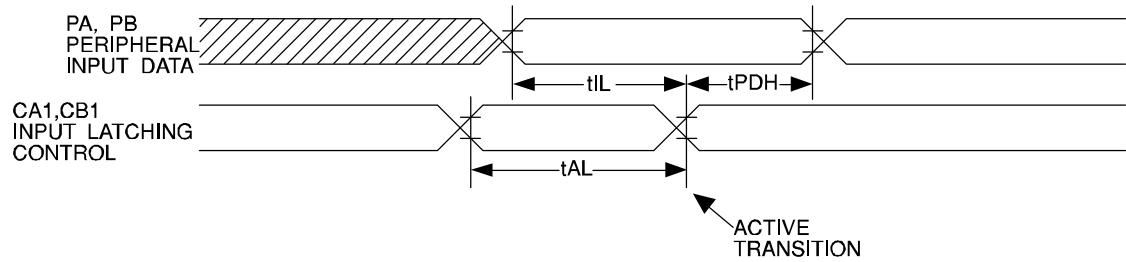 PA, PB
PERIPHERAL
INPUT DATA
tIL
tPDH
CA1,CB1
INPUT LATCHING
CONTROL
tAL
ACTIVE
TRANSITION